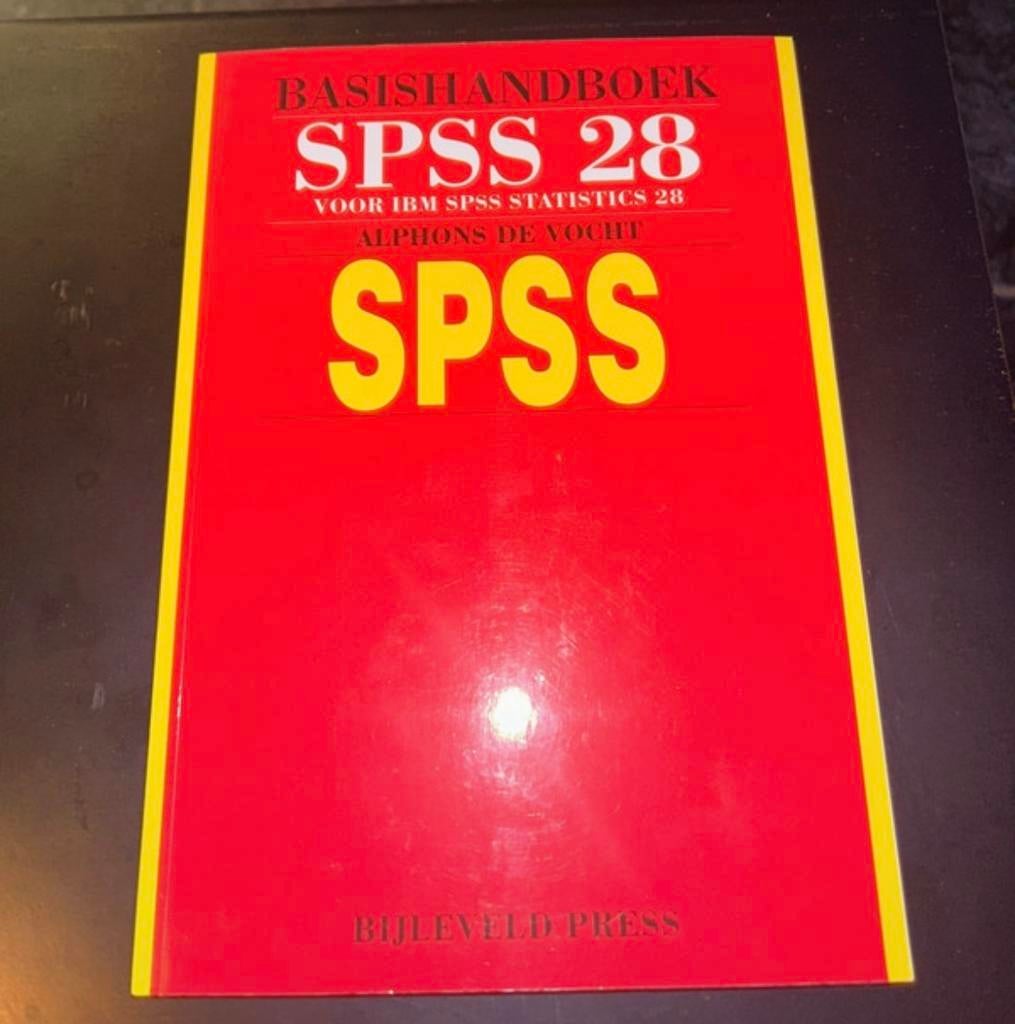 BASISHANDBOEK
SPSS 28
VOOR IBM SPSS STATISTICS 28
ALPHONS DE VOCHT
SPSS
BIJLEVELD PRESS